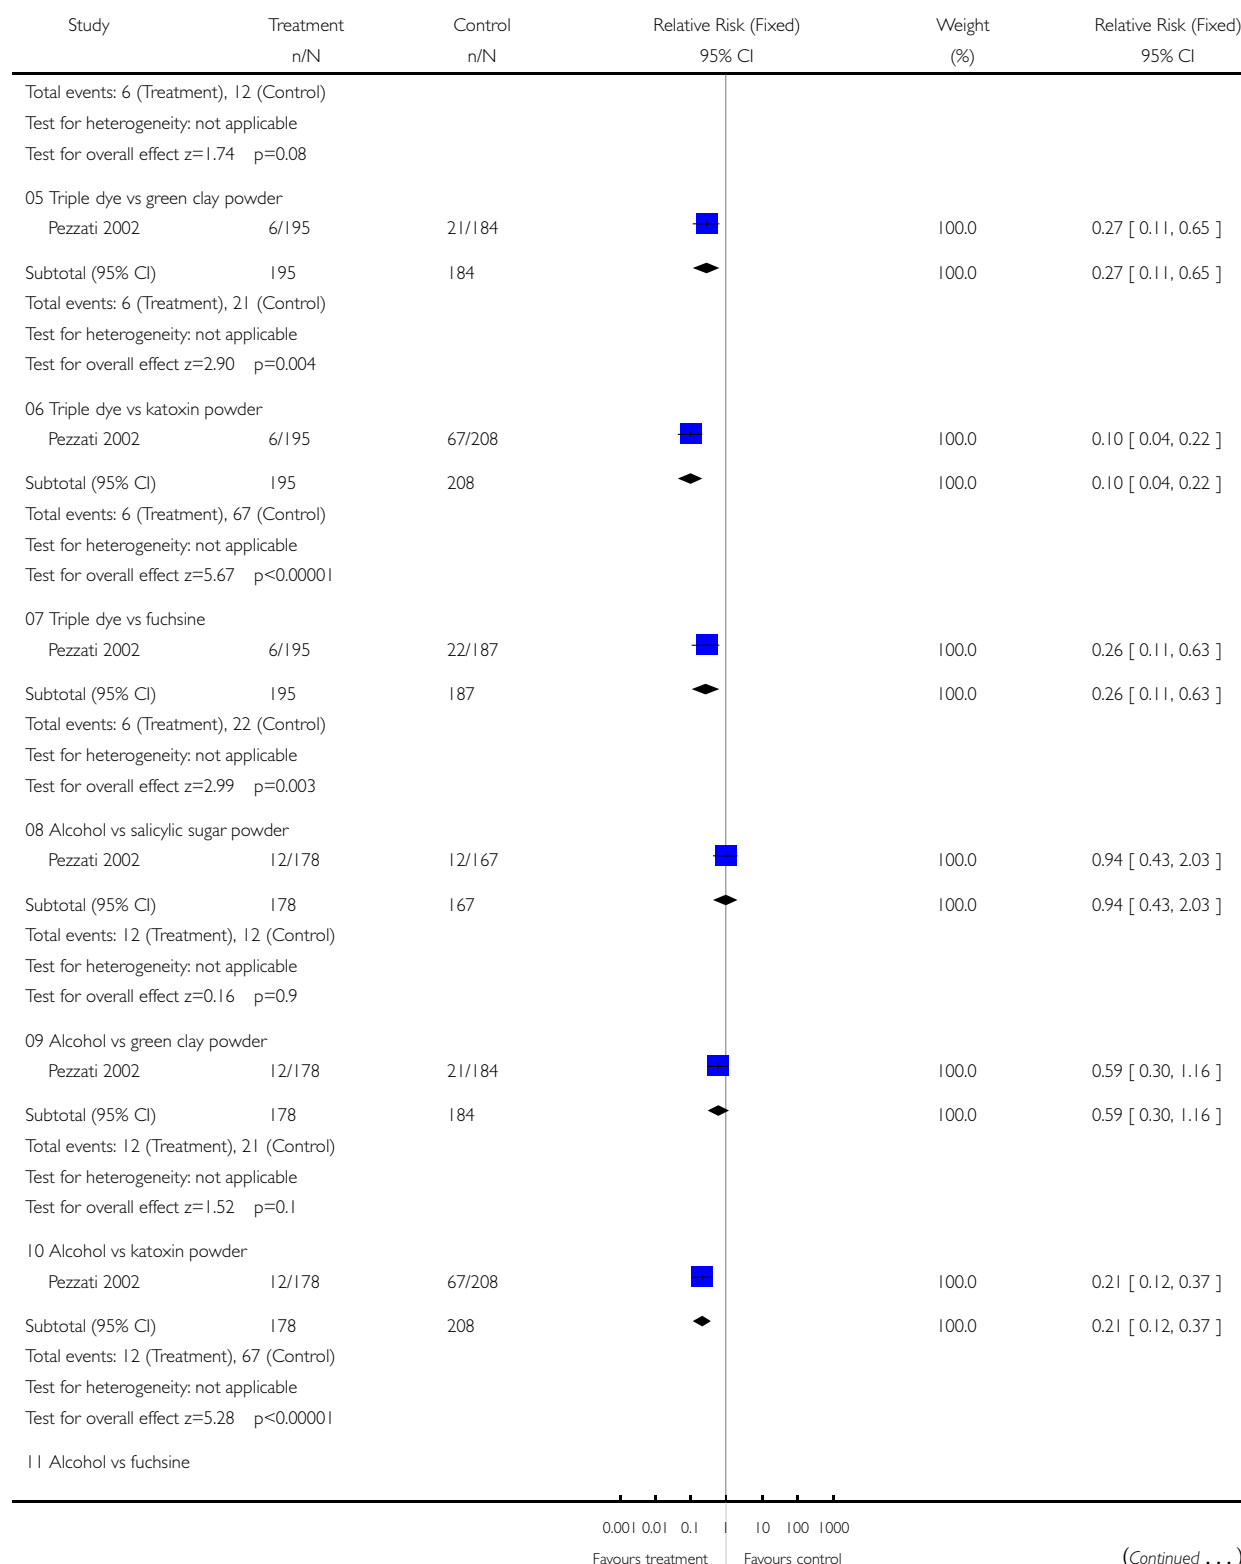 Study Treatment Control Relative Risk (Fixed) Weight Relative Risk (Fixed)
n/N n/N 95% CI (%) 95% CI
Total events: 6 (Treatment), 12 (Control)
Test for heterogeneity: not applicable
Test for overall effect z=1.74 p=0.08
05 Triple dye vs green clay powder
Pezzati 2002 6/195 21/184 100.0 0.27 [ 0.11, 0.65 ]
Subtotal (95% CI) 195 184 100.0 0.27 [ 0.11, 0.65 ]
Total events: 6 (Treatment), 21 (Control)
Test for heterogeneity: not applicable
Test for overall effect z=2.90 p=0.004
06 Triple dye vs katoxin powder
Pezzati 2002 6/195 67/208 100.0 0.10 [ 0.04, 0.22 ]
Subtotal (95% CI) 195 208 100.0 0.10 [ 0.04, 0.22 ]
Total events: 6 (Treatment), 67 (Control)
Test for heterogeneity: not applicable
Test for overall effect z=5.67 p<0.00001
07 Triple dye vs fuchsine
Pezzati 2002 6/195 22/187 100.0 0.26 [ 0.11, 0.63 ]
Subtotal (95% CI) 195 187 100.0 0.26 [ 0.11, 0.63 ]
Total events: 6 (Treatment), 22 (Control)
Test for heterogeneity: not applicable
Test for overall effect z=2.99 p=0.003
08 Alcohol vs salicylic sugar powder
Pezzati 2002 12/178 12/167 100.0 0.94 [ 0.43, 2.03 ]
Subtotal (95% CI) 178 167 100.0 0.94 [ 0.43, 2.03 ]
Total events: 12 (Treatment), 12 (Control)
Test for heterogeneity: not applicable
Test for overall effect z=0.16 p=0.9
09 Alcohol vs green clay powder
Pezzati 2002 12/178 21/184 100.0 0.59 [ 0.30, 1.16 ]
Subtotal (95% CI) 178 184 100.0 0.59 [ 0.30, 1.16 ]
Total events: 12 (Treatment), 21 (Control)
Test for heterogeneity: not applicable
Test for overall effect z=1.52 p=0.1
10 Alcohol vs katoxin powder
Pezzati 2002 12/178 67/208 100.0 0.21 [ 0.12, 0.37 ]
Subtotal (95% CI) 178 208 100.0 0.21 [ 0.12, 0.37 ]
Total events: 12 (Treatment), 67 (Control)
Test for heterogeneity: not applicable
Test for overall effect z=5.28 p<0.00001
11 Alcohol vs fuchsine
0.001 0.01 0.1 1 10 100 1000
Favours treatment Favours control (Continued . . . )